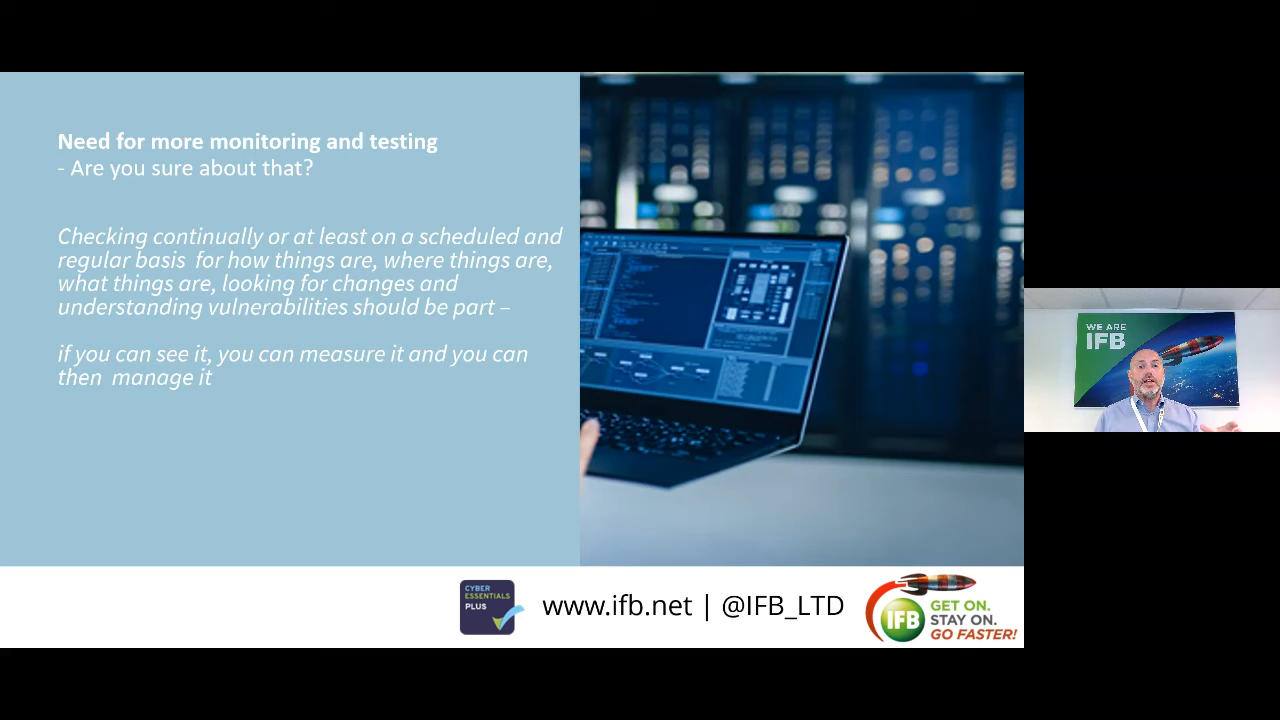 Need for more monitoring and testing
- Are you sure about that?
Checking continually or at least on a scheduled and
regular basis  for how things are, where things are,
what things are, looking for changes and
understanding vulnerabilities should be part –
if you can see it, you can measure it and you can
then  manage it
WE ARE
IFB
CYBER
ESSENTIALS
PLUS
www.ifb.net | @IFB_LTD
IFB
GET ON.
STAY ON.
GO FASTER!